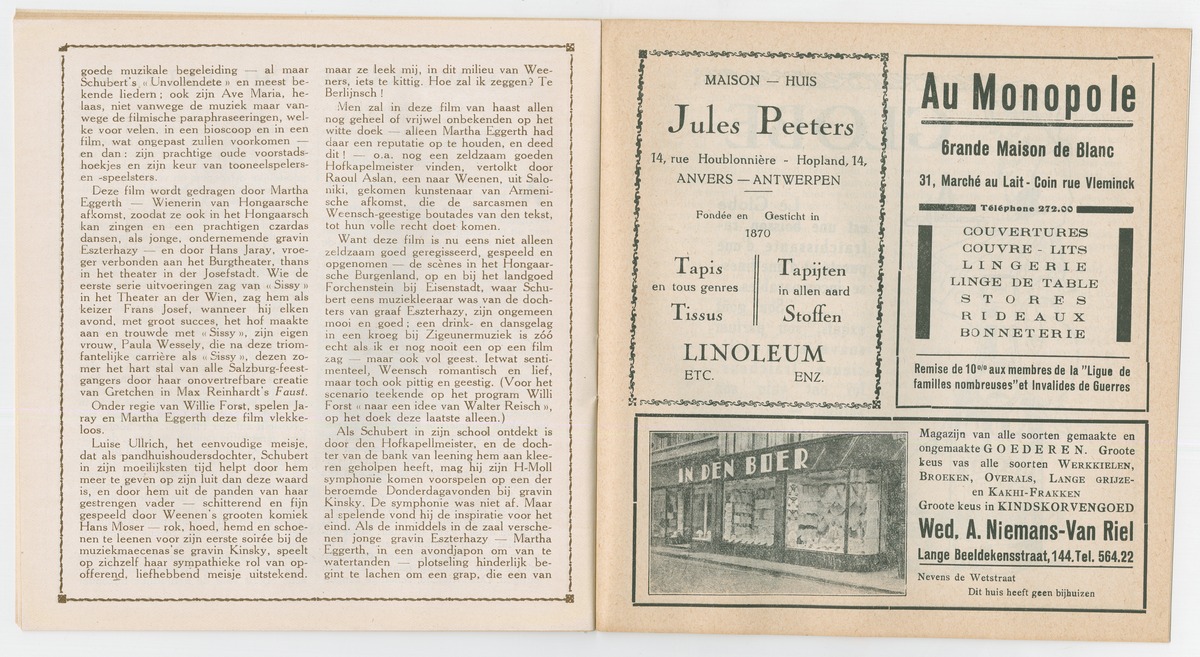 goede muzikale begeleiding — al maar
Schubert's « Unvollendete » en meest be-
kende liedern ; ook zijn Ave Maria, he-
laas, niet vanwege de muziek maar van-
wege de filmische paraphraseeringen, wel-
ke voor velen, in een bioscoop en in een
film, wat ongepast zullen voorkomen —
en dan : zijn prachtige oude voorstads-
hoekjes en zijn keur van tooneelspelers-
en -speelsters.
Deze film wordt gedragen door Martha
Eggerth — Wienerin van Hongaarsche
afkomst, zoodat ze ook in het Hongaarsch
kan zingen en een prachtigen czardas
dansen, als jonge, ondernemende gravin
Eszterhazy — en door Hans Jaray, vroe-
ger verbonden aan het Burgtheater, thans
in het theater in der Josefstadt. Wie de
eerste serie uitvoeringen zag van « Sissy »
in het Theater an der Wien, zag hem als
keizer Frans Josef, wanneer hij elken
avond, met groot succes, het hof maakte
aan en trouwde met « Sissy », zijn eigen
vrouw, Paula Wessely, die na deze triom-
fantelijke carrière als « Sissy », dezen zo-
mer het hart stal van alle Salzburg-feest-
gangers door haar onovertrefbare creatie
van Gretchen in Max Reinhardt's Faust.
Onder regie van Willie Forst, spelen Ja-
ray en Martha Eggerth deze film vlekke-
loos.
Luise Ullrich, het eenvoudige meisje,
dat als pandhuishoudersdochter, Schubert
in zijn moeilijksten tijd helpt door hem
meer te geven op zijn luit dan deze waard
is, en door hem uit de panden van haar
gestrengen vader — schitterend en fijn
gespeeld door Weenen's grooten komiek
Hans Moser — rok, hoed, hemd en schoe-
nen te leenen voor zijn eerste soirée bij de
muziekmaecenas'se gravin Kinsky, speelt
op zichzelf haar sympathieke rol van op-
offerend, liefhebbend meisje uitstekend.
maar ze leek mij, in dit milieu van Wee-
ners, iets te kittig. Hoe zal ik zeggen? Te
Berlijnsch !
Men zal in deze film van haast allen
nog geheel of vrijwel onbekenden op het
witte doek — alleen Martha Eggerth had
daar een reputatie op te houden, en deed
dit ! — o.a. nog een zeldzaam goeden
Hofkapelmeister vinden, vertolkt door
Raoul Aslan, een naar Weenen, uit Salo-
niki, gekomen kunstenaar van Armeni-
sche afkomst, die de sarcasmen en
Weensch-geestige boutades van den tekst,
tot hun volle recht doet komen.
Want deze film is nu eens niet alleen
zeldzaam goed geregisseerd, gespeeld en
opgenomen — de scènes in het Hongaar-
sche Burgenland, op en bij het landgoed
Forchenstein bij Eisenstadt, waar Schu-
bert eens muziekleeraar was van de doch-
ters van graaf Eszterhazy, zijn ongemeen
mooi en goed ; een drink- en dansgelag
in een kroeg bij Zigeunermuziek is zóó
echt als ik er nog nooit een op een film
zag — maar ook vol geest. Ietwat senti-
menteel, Weensch romantisch en lief,
maar toch ook pittig en geestig. (Voor het
scenario teekende op het program Willi
Forst « naar een idee van Walter Reisch »,
op het doek deze laatste alleen.)
Als Schubert in zijn school ontdekt is
door den Hofkapellmeister, en de doch-
ter van de bank van leening hem aan klee-
ren geholpen heeft, mag hij zijn H-Moll
symphonie komen voorspelen op een der
beroemde Donderdagavonden bij gravin
Kinsky. De symphonie was niet af. Maar
al spelende vond hij de inspiratie voor het
eind. Als de inmiddels in de zaal versche-
nen jonge gravin Eszterhazy — Martha
Eggerth, in een avondjapon om van te
watertanden — plotseling hinderlijk be-
gint te lachen om een grap, die een van
MAISON — HUIS
Jules Peeters
14, rue Houblonnière - Hopland, 14,
ANVERS — ANTWERPEN
Fondée en Gesticht in
1870
Tapis Tapijten
en tous genres in allen aard
Tissus Stoffen
LINOLEUM
ETC. ENZ.
Au Monopole
Grande Maison de Blanc
31, Marché au Lait - Coin rue Vleminck
Téléphone 272.00
COUVERTURES
COUVRE - LITS
LINGERIE
LINGE DE TABLE
STORES
RIDEAUX
BONNETERIE
Remise de 10 o/o aux membres de la "Ligue de
familles nombreuses" et Invalides de Guerres
IN DEN BOER
Magazijn van alle soorten gemaakte en
ongemaakte GOEDEREN. Groote
keus vas alle soorten WERKKIELEN,
BROEKEN, OVERALS, LANGE GRIJZE-
en KAKHI-FRAKKEN
Groote keus in KINDSKORVENGOED
Wed. A. Niemans-Van Riel
Lange Beeldekensstraat, 144. Tel. 564.22
Nevens de Wetstraat
Dit huis heeft geen bijhuizen